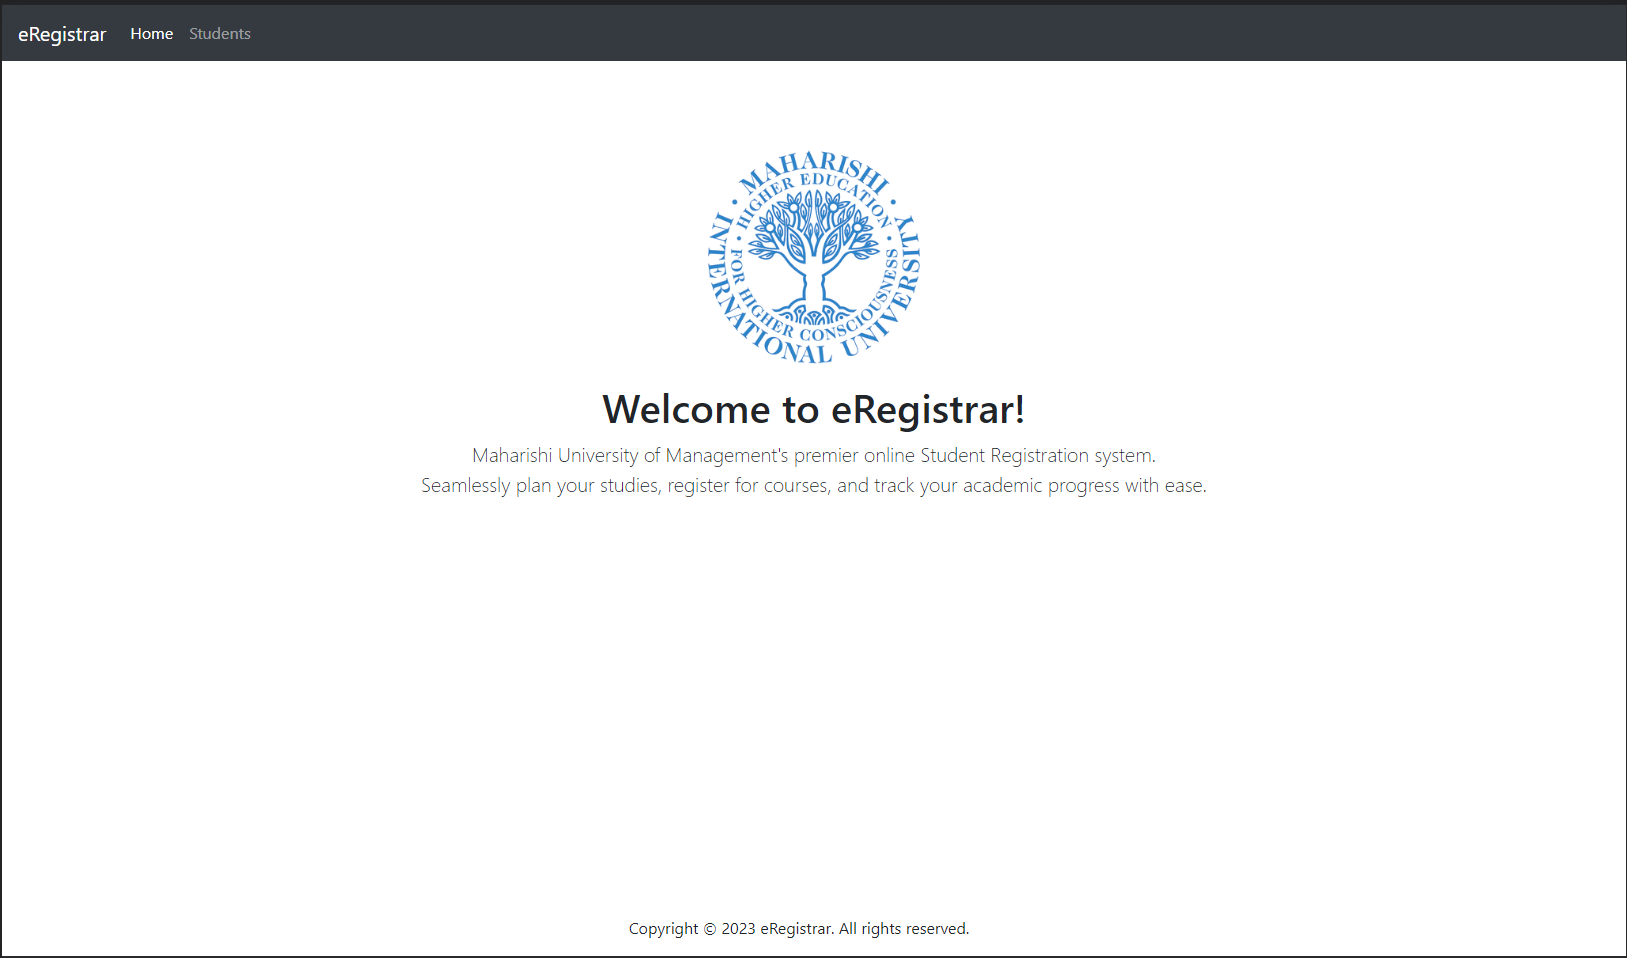 eRegistrar Home Students
· MAHARISHI ·
INTERNATIONAL UNIVERSITY
· HIGHER EDUCATION ·
FOR HIGHER CONSCIOUSNESS
Welcome to eRegistrar!
Maharishi University of Management's premier online Student Registration system.
Seamlessly plan your studies, register for courses, and track your academic progress with ease.
Copyright © 2023 eRegistrar. All rights reserved.